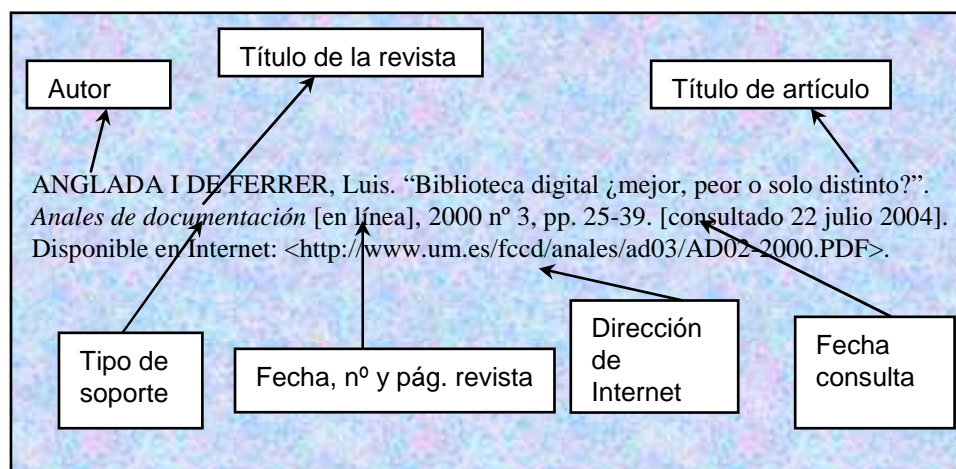 Título de la revista
Autor
Título de artículo
ANGLADA I DE FERRER, Luis. “Biblioteca digital ¿mejor, peor o solo distinto?”.
Anales de documentación [en línea], 2000 nº 3, pp. 25-39. [consultado 22 julio 2004].
Disponible en Internet: <http://www.um.es/fccd/anales/ad03/AD02-2000.PDF>.
Tipo de
soporte
Fecha, nº y pág. revista
Dirección
de
Internet
Fecha
consulta